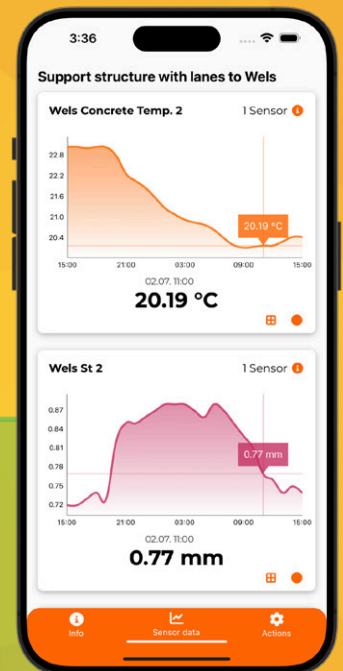 3:36
Support structure with lanes to Wels
Wels Concrete Temp. 2 1 Sensor
22.8
22.2
21.6
21.0
20.4
20.19 °C
15:00 21:00 03:00 09:00 15:00
02.07. 11:00
20.19 °C
Wels St 2 1 Sensor
0.87
0.84
0.81
0.78
0.75
0.72
0.77 mm
15:00 21:00 03:00 09:00 15:00
02.07. 11:00
0.77 mm
Info Sensor data Actions